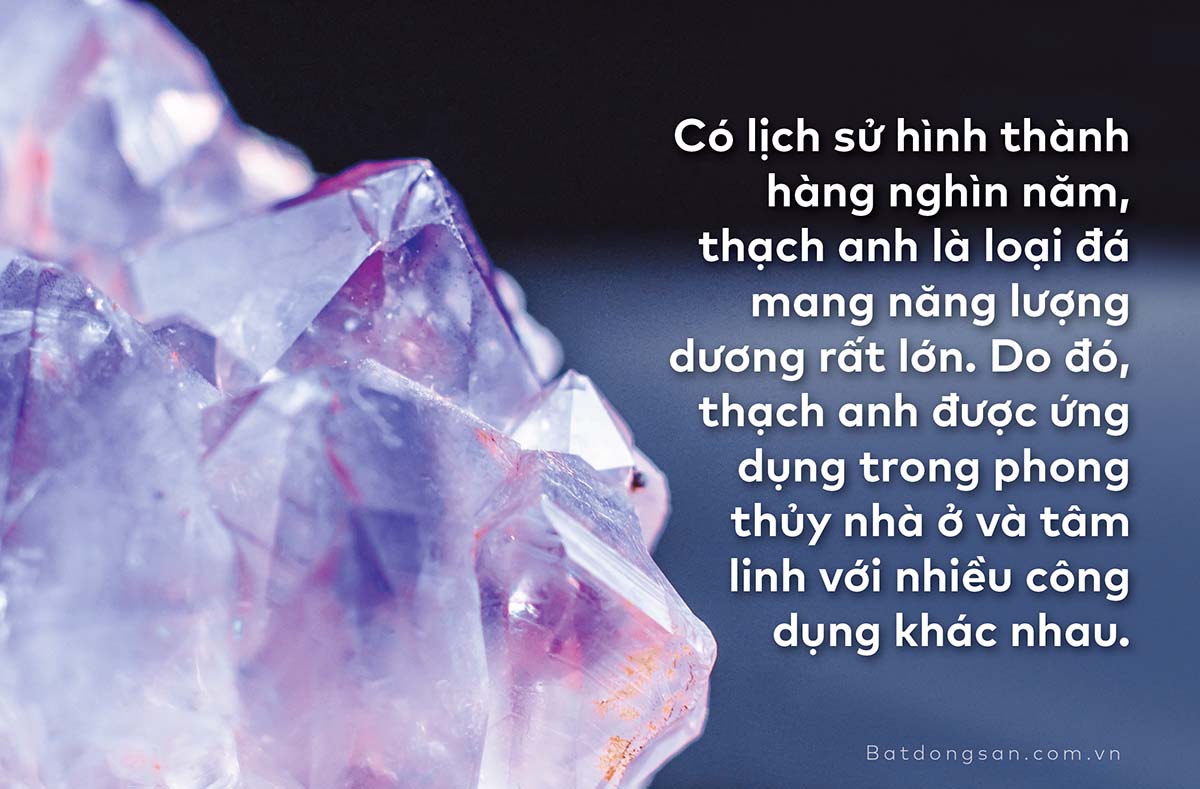 Có lịch sử hình thành
hàng nghìn năm,
thạch anh là loại đá
mang năng lượng
dương rất lớn. Do đó,
thạch anh được ứng
dụng trong phong
thủy nhà ở và tâm
linh với nhiều công
dụng khác nhau.
Batdongsan.com.vn